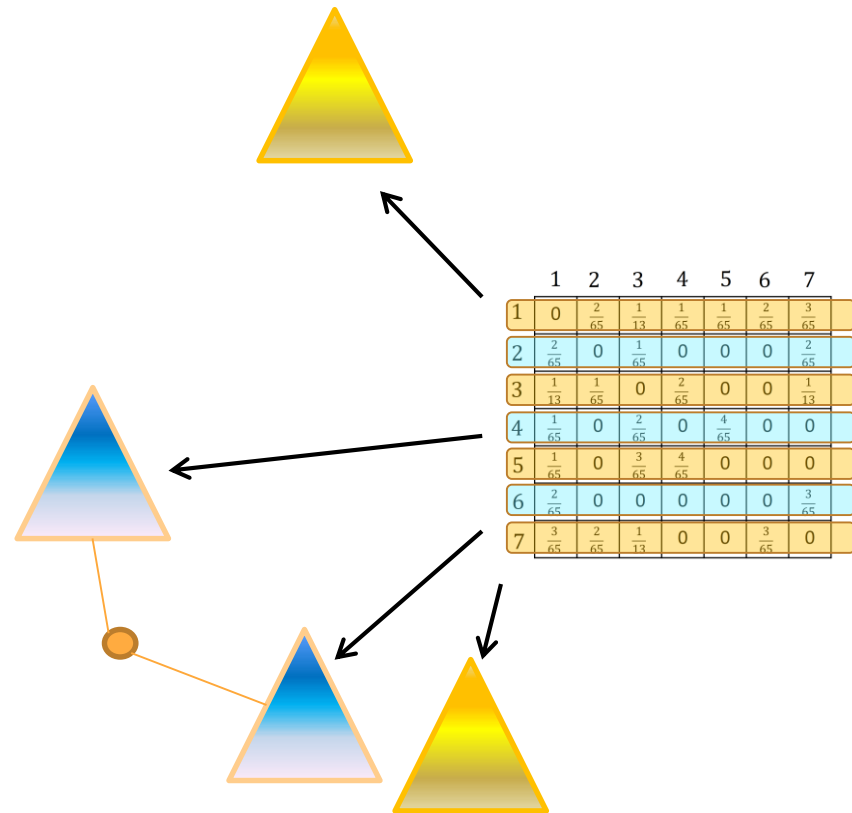 1 2 3 4 5 6 7
1 0 2/65 1/13 1/65 1/65 2/65 3/65
2 2/65 0 1/65 0 0 0 2/65
3 1/13 1/65 0 2/65 0 0 1/13
4 1/65 0 2/65 0 4/65 0 0
5 1/65 0 3/65 4/65 0 0 0
6 2/65 0 0 0 0 0 3/65
7 3/65 2/65 1/13 0 0 3/65 0